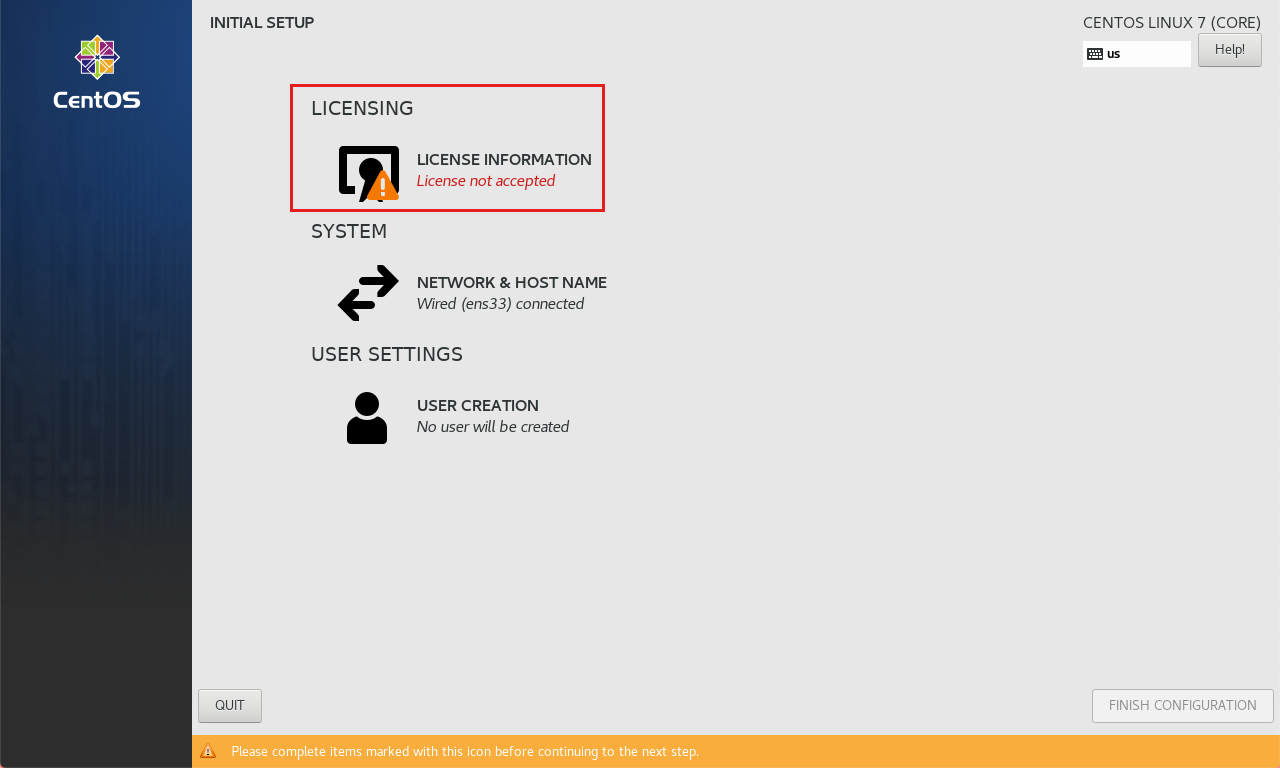 INITIAL SETUP
CENTOS LINUX 7 (CORE)
us
Help!
CentOS
LICENSING
LICENSE INFORMATION
License not accepted
SYSTEM
NETWORK & HOST NAME
Wired (ens33) connected
USER SETTINGS
USER CREATION
No user will be created
QUIT
FINISH CONFIGURATION
Please complete items marked with this icon before continuing to the next step.